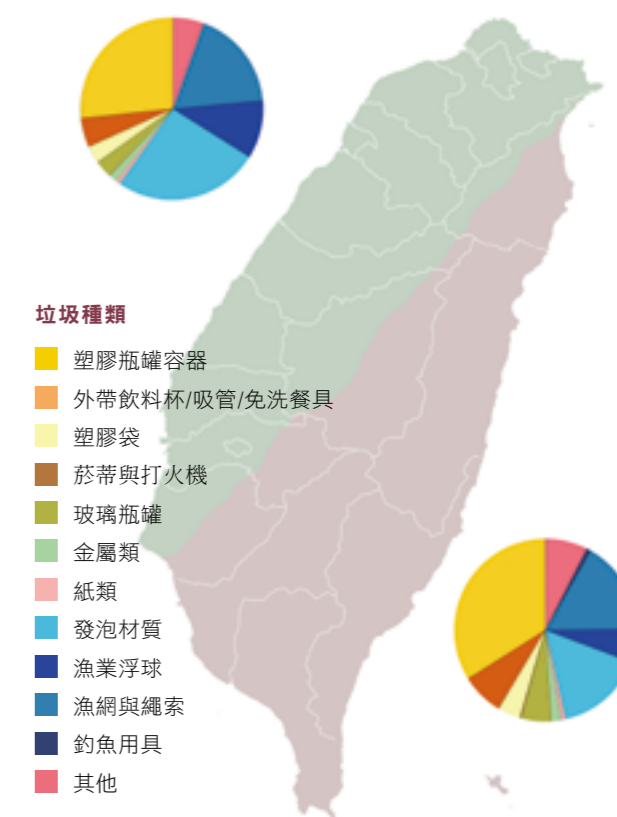 垃圾種類
塑膠瓶罐容器
外帶飲料杯/吸管/免洗餐具
塑膠袋
菸蒂與打火機
玻璃瓶罐
金屬類
紙類
發泡材質
漁業浮球
漁網與繩索
釣魚用具
其他